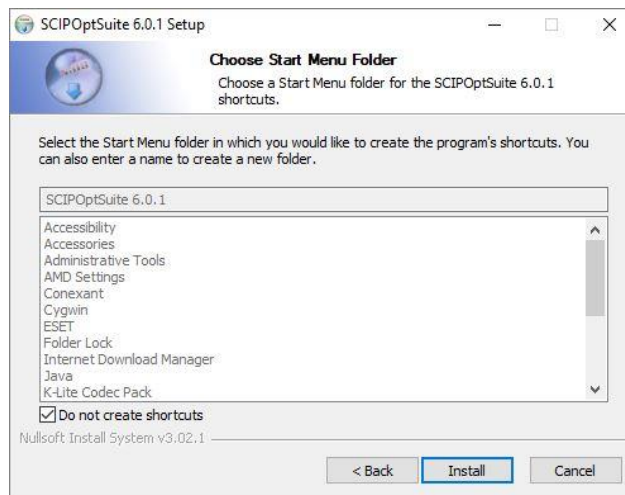 SCIPOptSuite 6.0.1 Setup
Choose Start Menu Folder
Choose a Start Menu folder for the SCIPOptSuite 6.0.1
shortcuts.
Select the Start Menu folder in which you would like to create the program's shortcuts. You
can also enter a name to create a new folder.
SCIPOptSuite 6.0.1
Accessibility
Accessories
Administrative Tools
AMD Settings
Conexant
Cygwin
ESET
Folder Lock
Internet Download Manager
Java
K-Lite Codec Pack
Do not create shortcuts
Nullsoft Install System v3.02.1
< Back
Install
Cancel